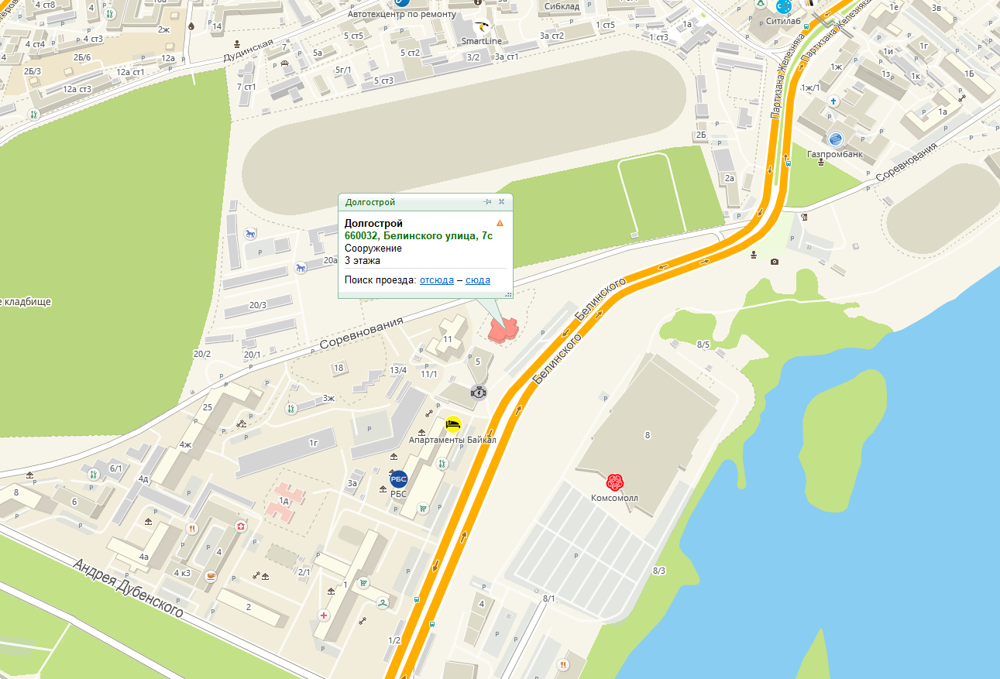 4 ст8
4
2ж
14
Автотехцентр по ремонту
Сибклад
Ситилаб
1е
3в
4 ст4
4 ст3
Дудинская
7
5 ст5
SmartLine
3а ст2
1 ст5
1а
1 ст3
4
2Б/6
12а
5а
5 ст2
3/2
3а ст1
Партизана Железняка
Партизана Железняка
1и
1г
2Б/3
12а ст1
5г/1
1ж
1з
1к
1Б
12а ст3
7 ст1
5 ст3
1ж/1
1а
2Б
Газпромбанк
Соревнования
2а
Долгострой
Долгострой
660032, Белинского улица, 7с
Сооружение
3 этажа
Поиск проезда: отсюда – сюда
20а
е кладбище
20/3
Белинского
Соревнования
11
Белинского
20/2
20/1
18
13/4
11/1
5
8/5
25
3ж
Апартаменты Байкал
8
4ж
1г
6/1
4д
3а
РБС
8
6
1д
Комсомолл
4а
4
4 к3
2/1
1
8/3
Андрея Дубенского
2
4
8/1
1/2